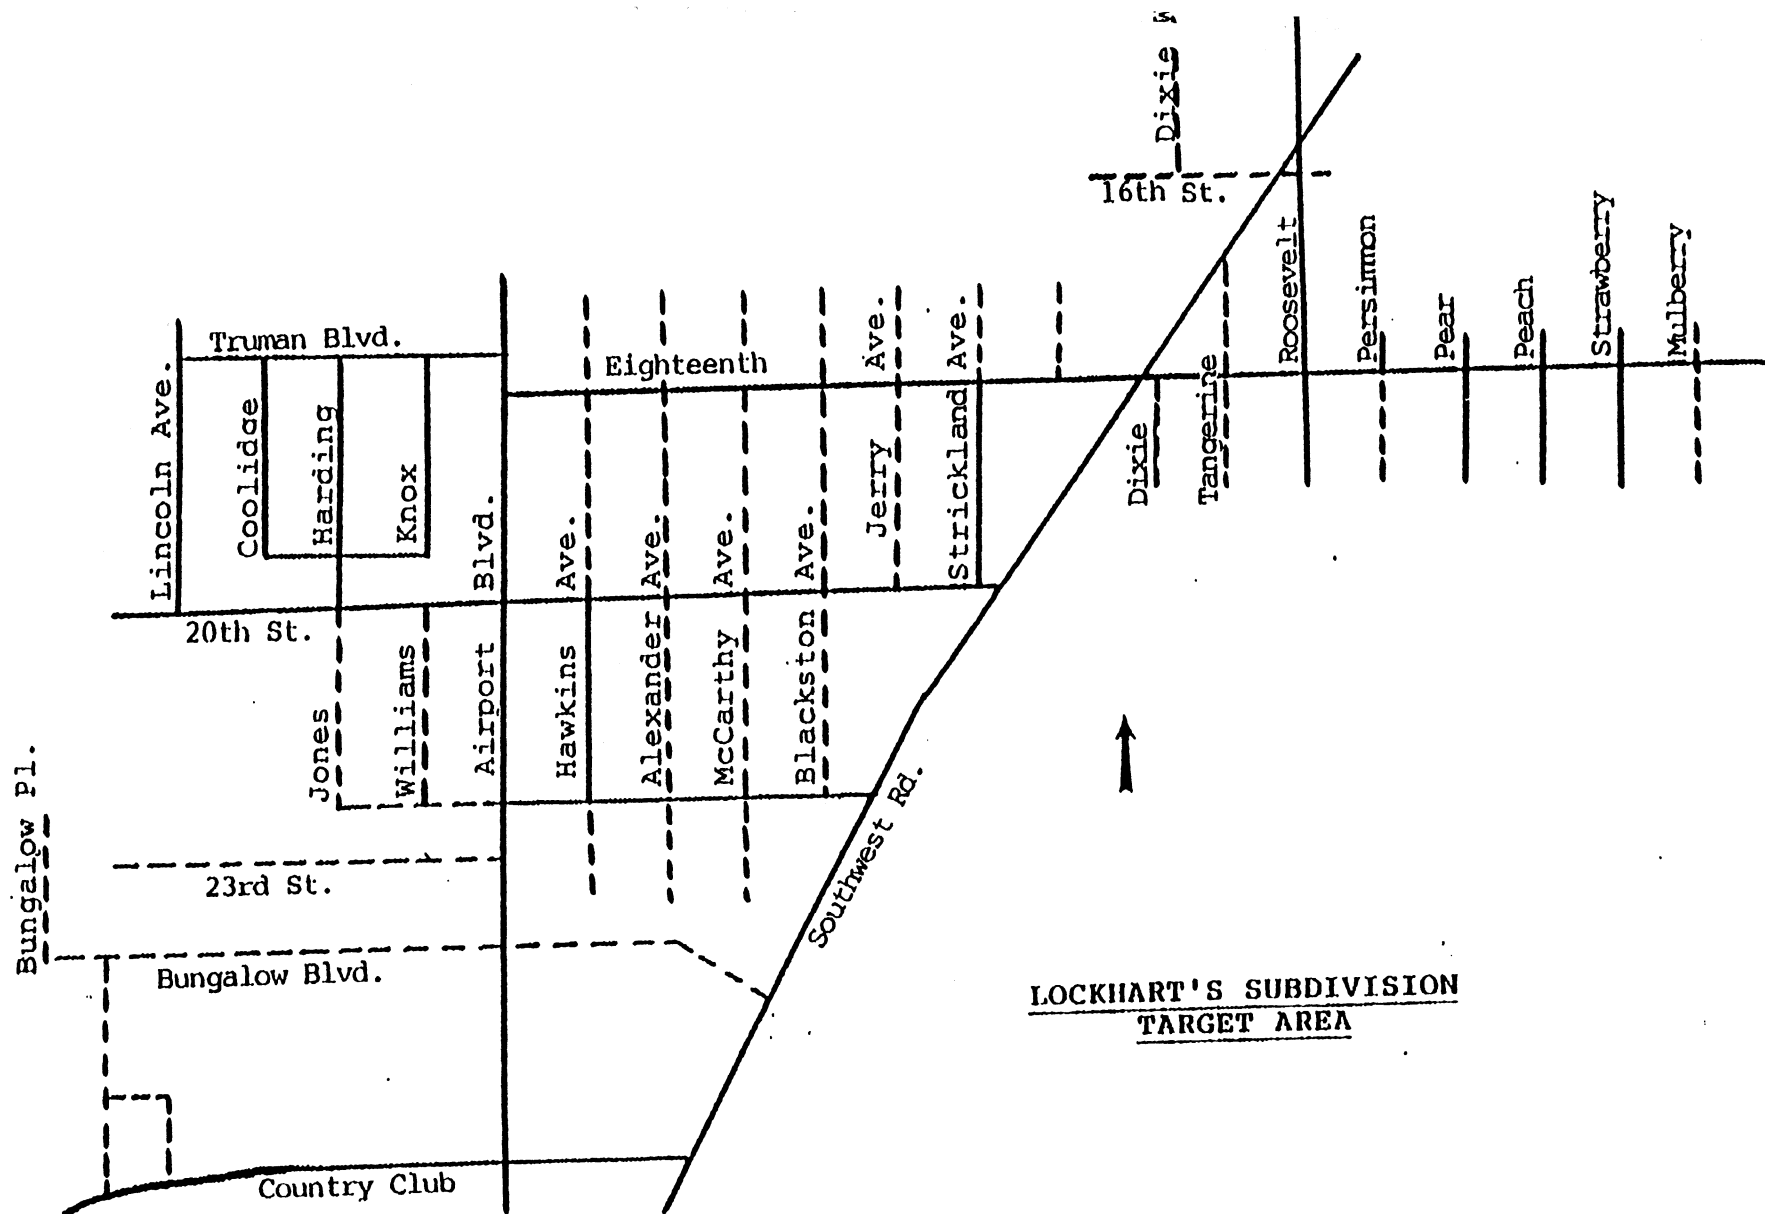 Dixie
16th St.
Roosevelt
Persimmon
Pear
Peach
Strawberry
Mulberry
Truman Blvd.
Eighteenth
Lincoln Ave.
Coolidge
Harding
Knox
Airport Blvd.
Hawkins Ave.
Alexander Ave.
McCarthy Ave.
Blackston Ave.
Jerry Ave.
Strickland Ave.
Dixie
Tangerine
20th St.
Jones
Williams
Bungalow Pl.
23rd St.
Southwest Rd.
Bungalow Blvd.
LOCKHART'S SUBDIVISION
TARGET AREA
Country Club